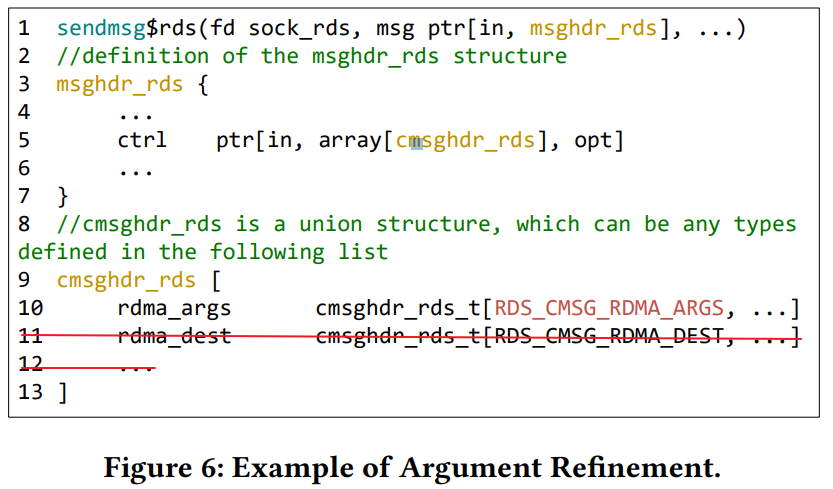 1 sendmsg$rds(fd sock_rds, msg ptr[in, msghdr_rds], ...)
2 //definition of the msghdr_rds structure
3 msghdr_rds {
4 ...
5 ctrl ptr[in, array[cmsghdr_rds], opt]
6 ...
7 }
8 //cmsghdr_rds is a union structure, which can be any types
defined in the following list
9 cmsghdr_rds [
10 rdma_args cmsghdr_rds_t[RDS_CMSG_RDMA_ARGS, ...]
11 rdma_dest cmsghdr_rds_t[RDS_CMSG_RDMA_DEST, ...]
12 ...
13 ]
Figure 6: Example of Argument Refinement.